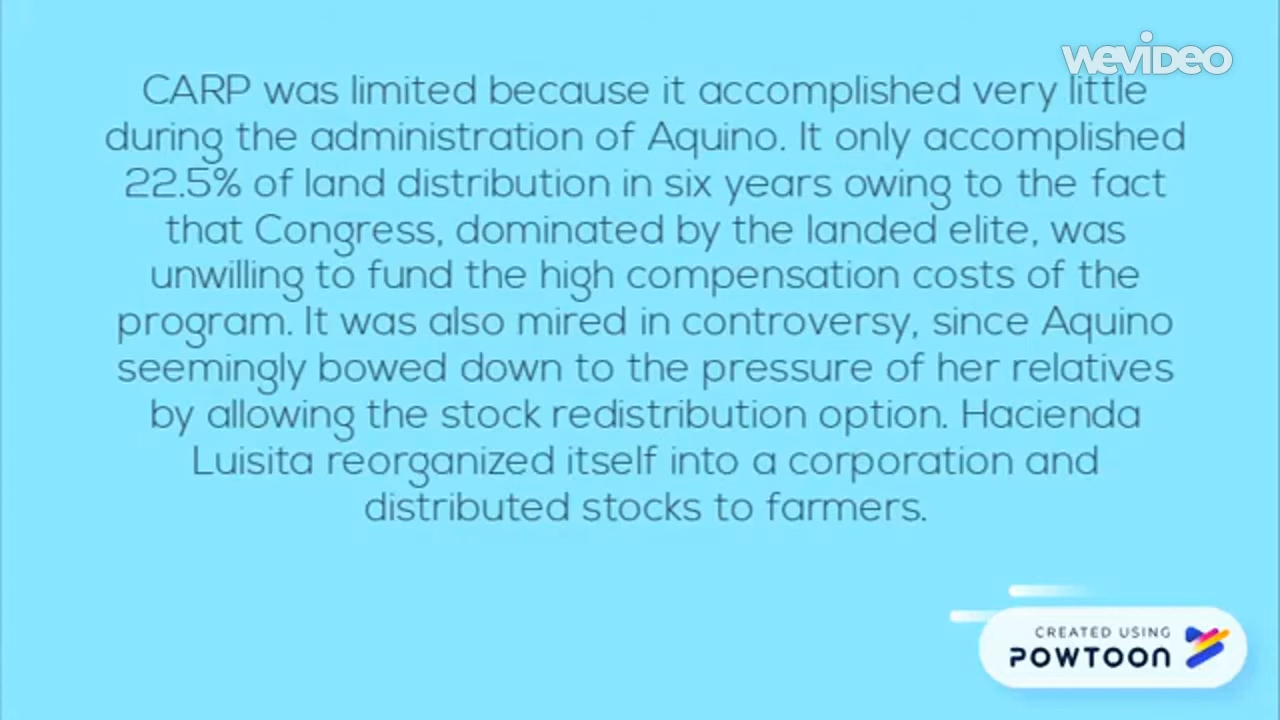 WEVIDEO
CARP was limited because it accomplished very little
during the administration of Aquino. It only accomplished
22.5% of land distribution in six years owing to the fact
that Congress, dominated by the landed elite, was
unwilling to fund the high compensation costs of the
program. It was also mired in controversy, since Aquino
seemingly bowed down to the pressure of her relatives
by allowing the stock redistribution option. Hacienda
Luisita reorganized itself into a corporation and
distributed stocks to farmers.
CREATED USING
POWTOON